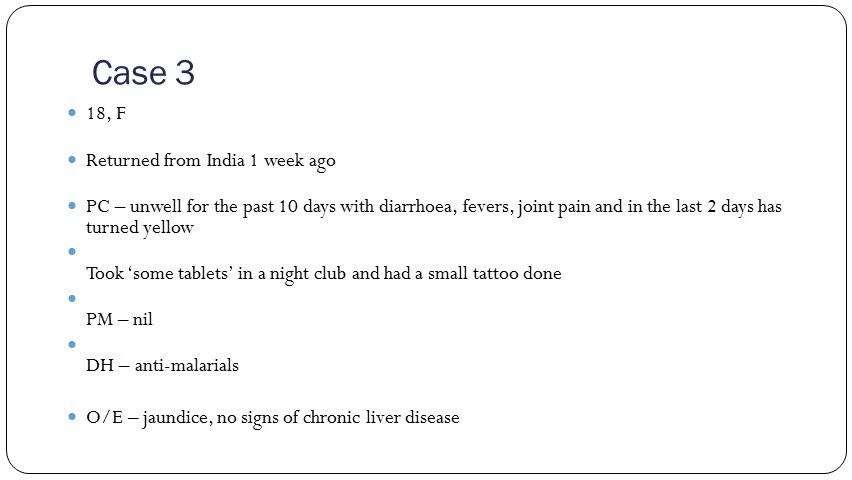 Case 3
18, F
Returned from India 1 week ago
PC – unwell for the past 10 days with diarrhoea, fevers, joint pain and in the last 2 days has
turned yellow
Took ‘some tablets’ in a night club and had a small tattoo done
PM – nil
DH – anti-malarials
O/E – jaundice, no signs of chronic liver disease